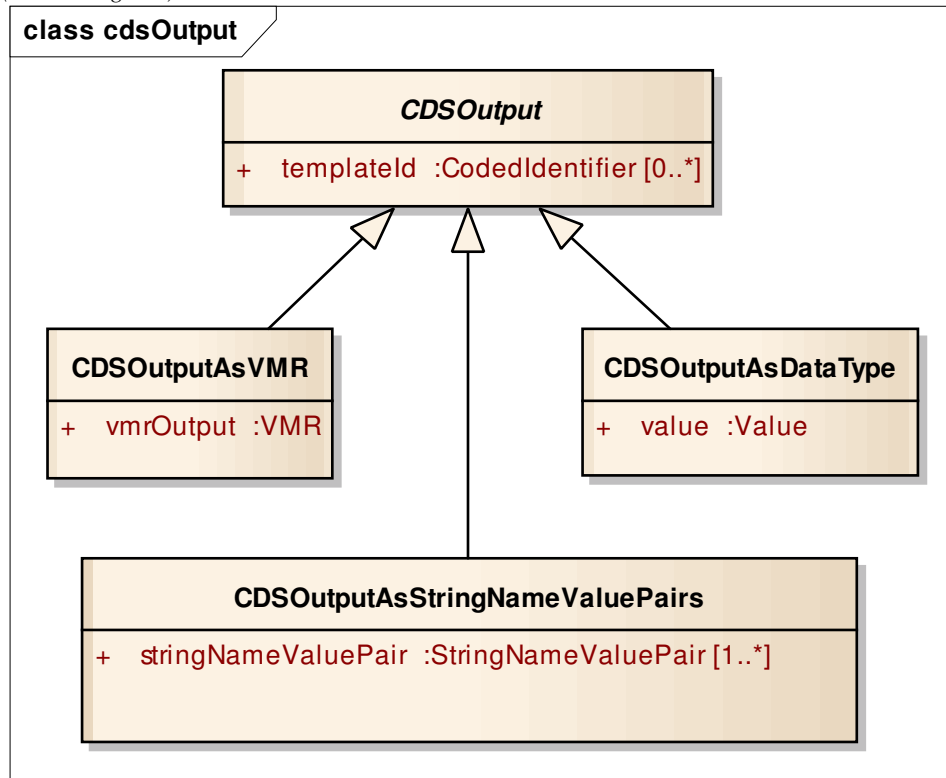 class cdsOutput
CDSOutput
+ templateId :CodedIdentifier [0..*]
CDSOutputAsVMR
+ vmrOutput :VMR
CDSOutputAsDataType
+ value :Value
CDSOutputAsStringNameValuePairs
+ stringNameValuePair :StringNameValuePair [1..*]